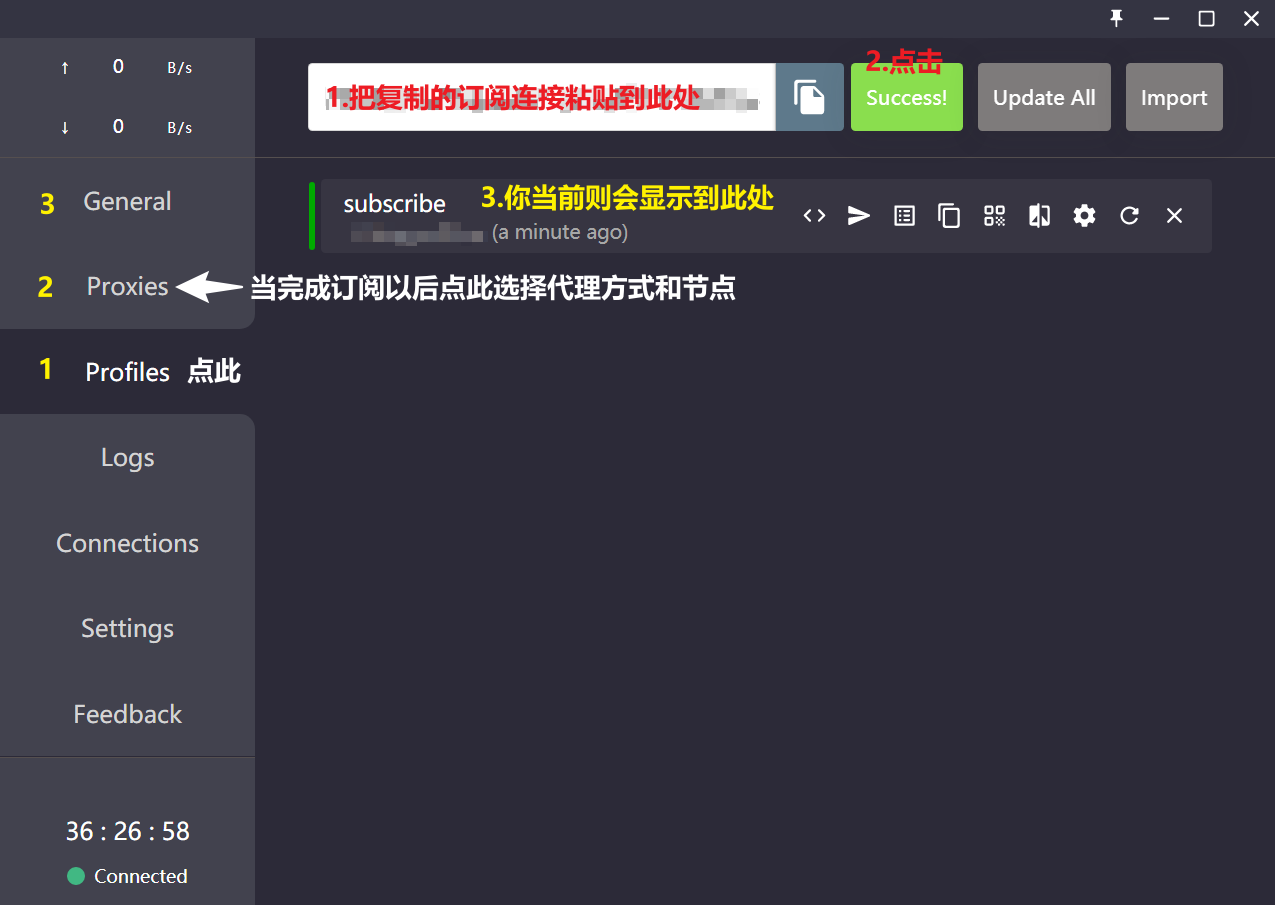 ↑ 0 B/s
↓ 0 B/s
1.把复制的订阅连接粘贴到此处
2.点击
Success!
Update All
Import
3 General
2 Proxies
1 Profiles 点此
Logs
Connections
Settings
Feedback
subscribe
3.你当前则会显示到此处
(a minute ago)
当完成订阅以后点此选择代理方式和节点
36 : 26 : 58
Connected